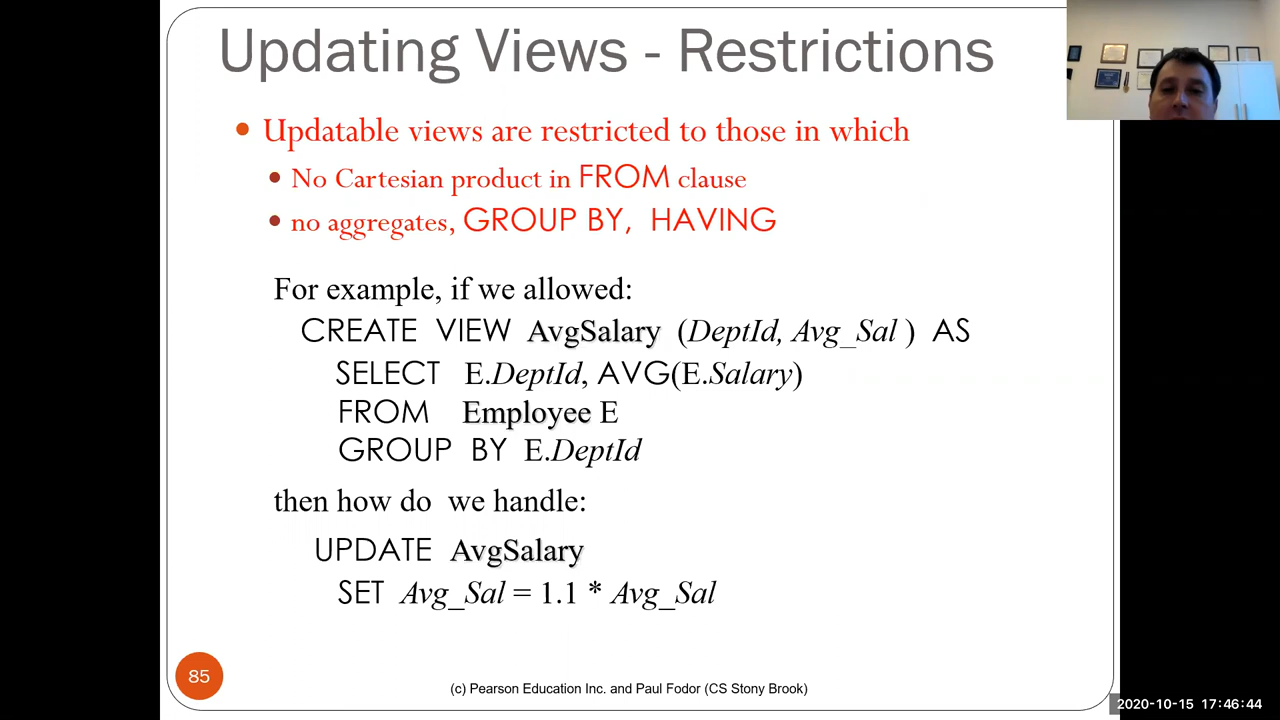 Updating Views - Restrictions
• Updatable views are restricted to those in which
• No Cartesian product in FROM clause
• no aggregates, GROUP BY, HAVING
For example, if we allowed:
CREATE VIEW AvgSalary (DeptId, Avg_Sal ) AS
SELECT E.DeptId, AVG(E.Salary)
FROM Employee E
GROUP BY E.DeptId
then how do we handle:
UPDATE AvgSalary
SET Avg_Sal = 1.1 * Avg_Sal
85
(c) Pearson Education Inc. and Paul Fodor (CS Stony Brook)
2020-10-15 17:46:44